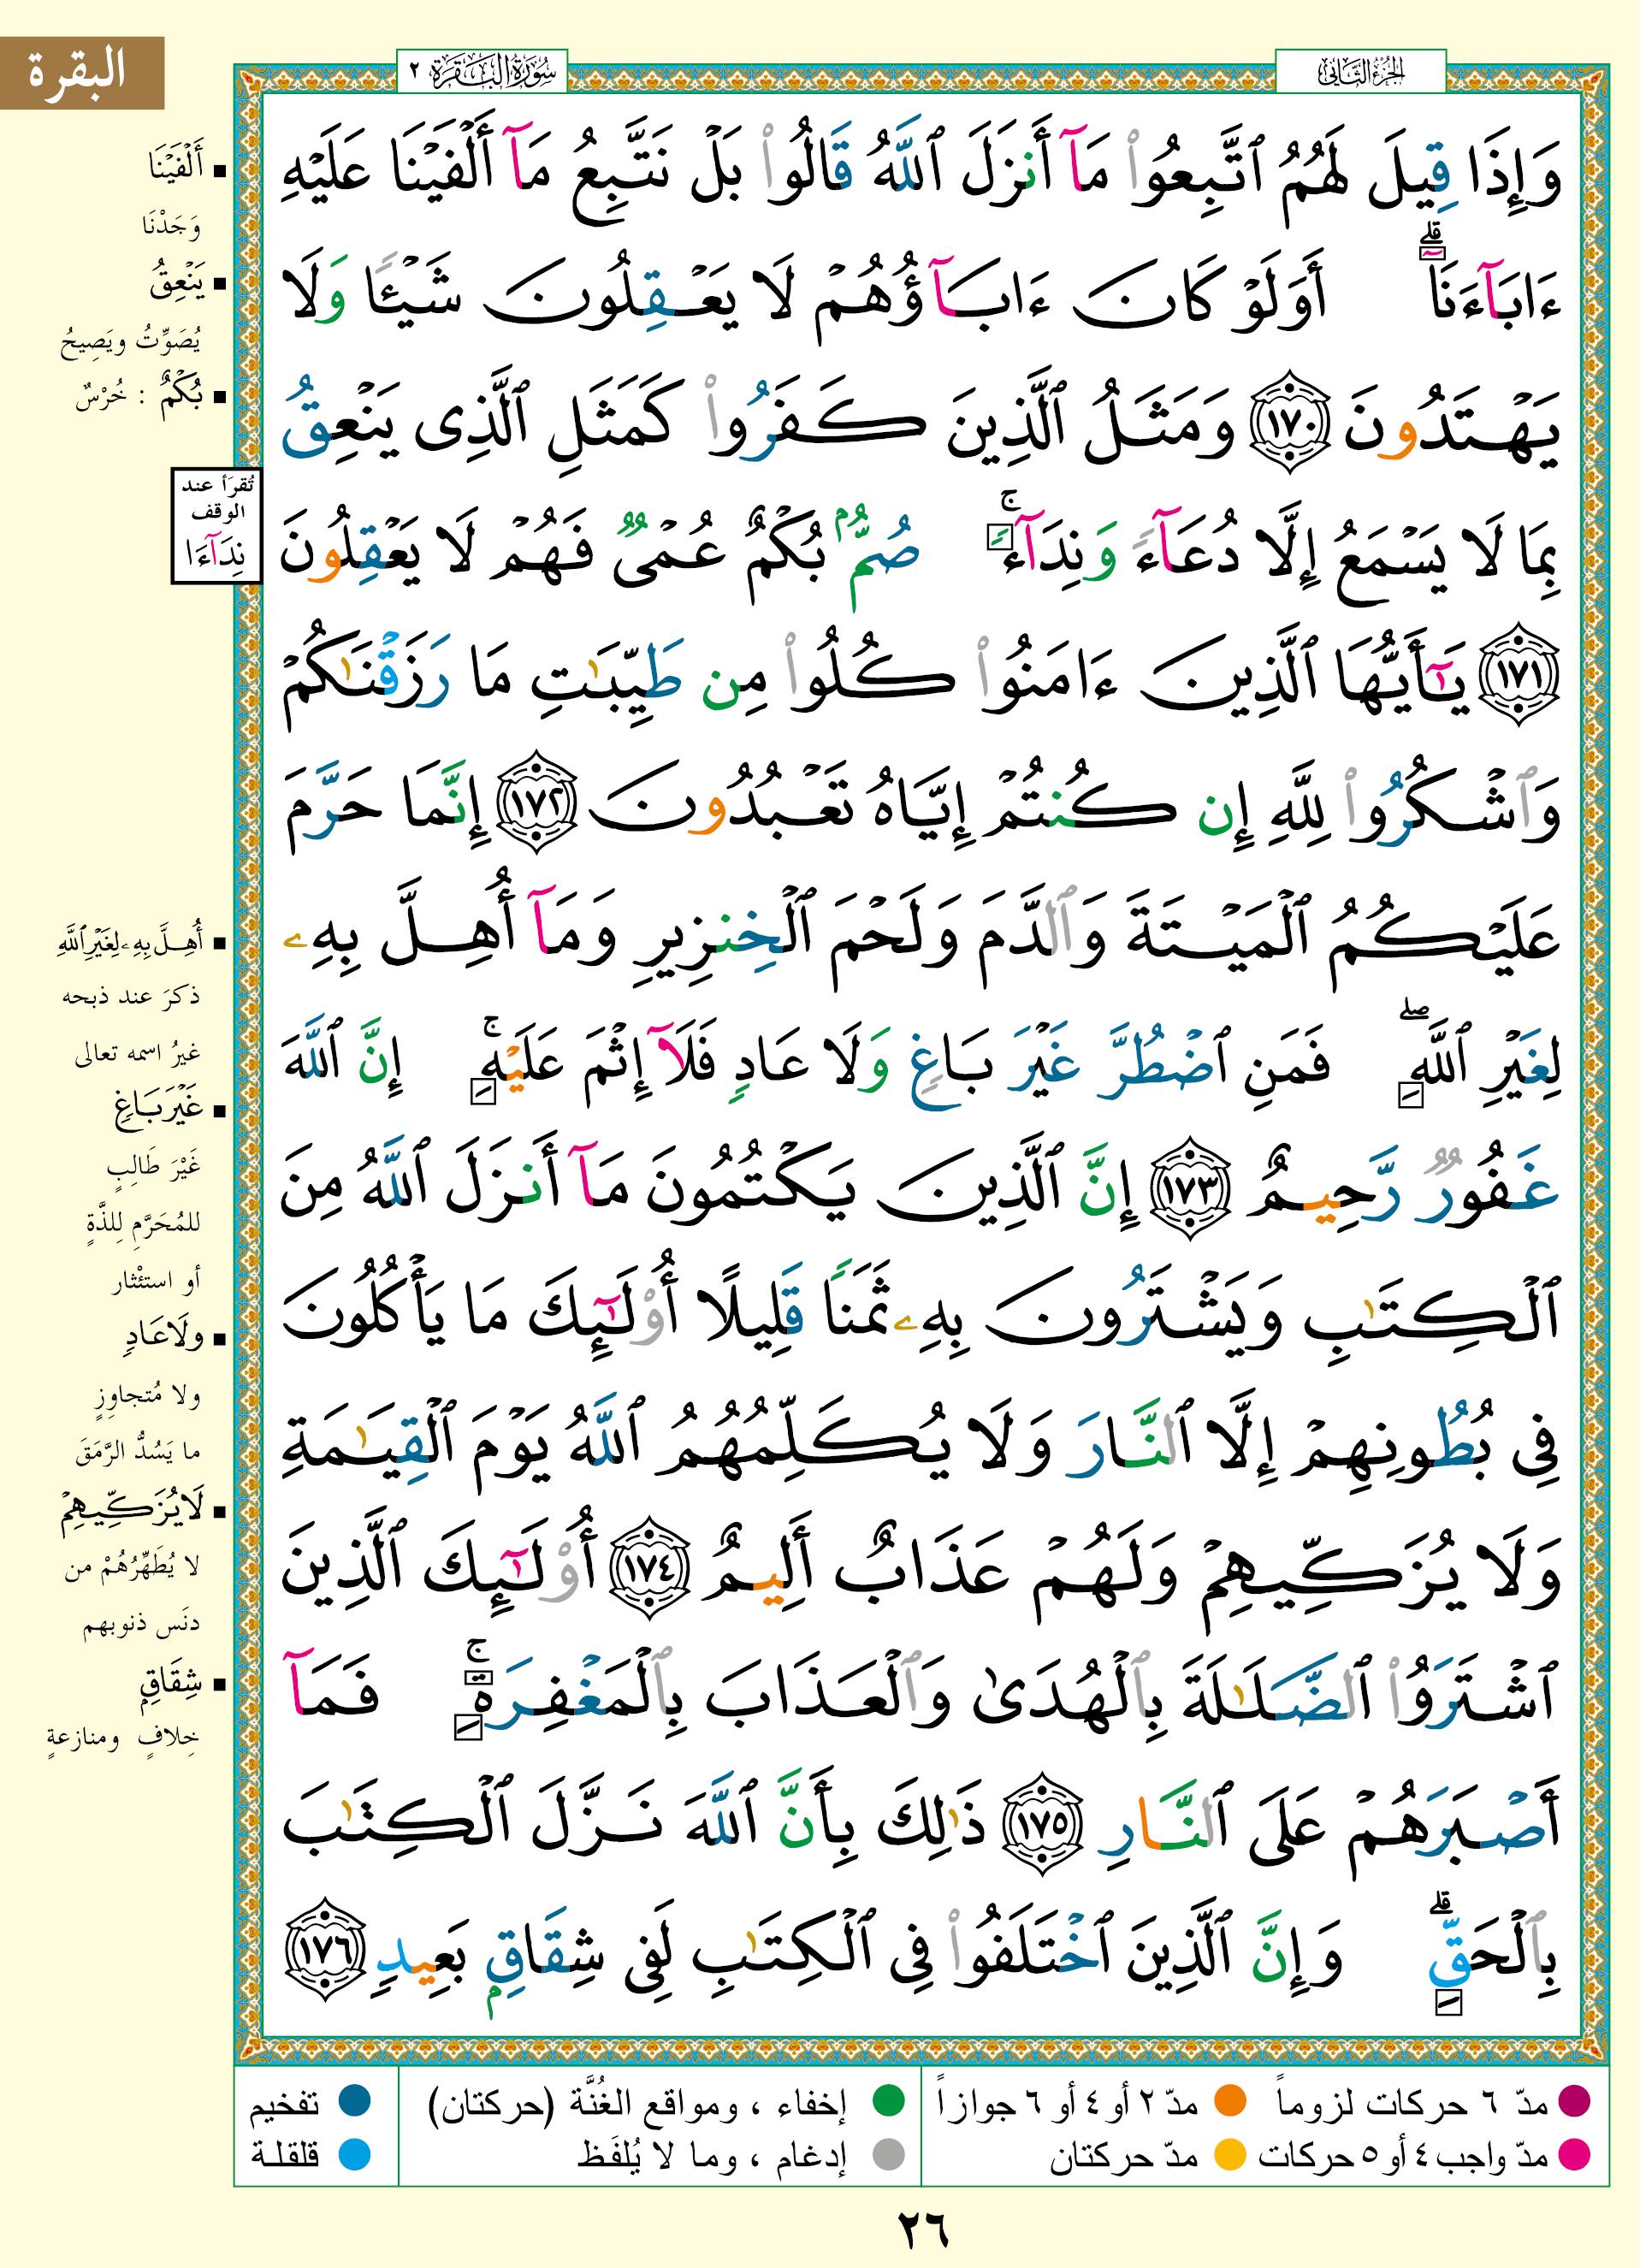 البقرة
الجزء الثاني
سورة البقرة ٢
وَإِذَا قِيلَ لَهُمُ ٱتَّبِعُوا۟ مَآ أَنزَلَ ٱللَّهُ قَالُوا۟ بَلْ نَتَّبِعُ مَآ أَلْفَيْنَا عَلَيْهِ
ءَابَآءَنَآ ۗ أَوَلَوْ كَانَ ءَابَآؤُهُمْ لَا يَعْقِلُونَ شَيْـًٔا وَلَا
يَهْتَدُونَ ١٧٠ وَمَثَلُ ٱلَّذِينَ كَفَرُوا۟ كَمَثَلِ ٱلَّذِى يَنْعِقُ
بِمَا لَا يَسْمَعُ إِلَّا دُعَآءً وَنِدَآءً ۚ صُمٌّۢ بُكْمٌ عُمْىٌ فَهُمْ لَا يَعْقِلُونَ
١٧١ يَـٰٓأَيُّهَا ٱلَّذِينَ ءَامَنُوا۟ كُلُوا۟ مِن طَيِّبَـٰتِ مَا رَزَقْنَـٰكُمْ
وَٱشْكُرُوا۟ لِلَّهِ إِن كُنتُمْ إِيَّاهُ تَعْبُدُونَ ١٧٢ إِنَّمَا حَرَّمَ
عَلَيْكُمُ ٱلْمَيْتَةَ وَٱلدَّمَ وَلَحْمَ ٱلْخِنزِيرِ وَمَآ أُهِلَّ بِهِۦ
لِغَيْرِ ٱللَّهِ ۖ فَمَنِ ٱضْطُرَّ غَيْرَ بَاغٍ وَلَا عَادٍ فَلَآ إِثْمَ عَلَيْهِ ۚ إِنَّ ٱللَّهَ
غَفُورٌ رَّحِيمٌ ١٧٣ إِنَّ ٱلَّذِينَ يَكْتُمُونَ مَآ أَنزَلَ ٱللَّهُ مِنَ
ٱلْكِتَـٰبِ وَيَشْتَرُونَ بِهِۦ ثَمَنًا قَلِيلًا أُو۟لَـٰٓئِكَ مَا يَأْكُلُونَ
فِى بُطُونِهِمْ إِلَّا ٱلنَّارَ وَلَا يُكَلِّمُهُمُ ٱللَّهُ يَوْمَ ٱلْقِيَـٰمَةِ
وَلَا يُزَكِّيهِمْ وَلَهُمْ عَذَابٌ أَلِيمٌ ١٧٤ أُو۟لَـٰٓئِكَ ٱلَّذِينَ
ٱشْتَرَوُا۟ ٱلضَّلَـٰلَةَ بِٱلْهُدَىٰ وَٱلْعَذَابَ بِٱلْمَغْفِرَةِ ۚ فَمَآ
أَصْبَرَهُمْ عَلَى ٱلنَّارِ ١٧٥ ذَٰلِكَ بِأَنَّ ٱللَّهَ نَزَّلَ ٱلْكِتَـٰبَ
بِٱلْحَقِّ ۗ وَإِنَّ ٱلَّذِينَ ٱخْتَلَفُوا۟ فِى ٱلْكِتَـٰبِ لَفِى شِقَاقٍۭ بَعِيدٍ ١٧٦
أَلْفَيْنَا
وَجَدْنَا
يَنْعِقُ
يُصَوِّتُ ويَصِيحُ
بُكْمٌ : خُرْسٌ
تُقرَأ عند
الوقف
نِدَآءَا
أُهِلَّ بِهِۦ لِغَيْرِ ٱللَّهِ
ذكرَ عند ذبحه
غيرُ اسمه تعالى
غَيْرَ بَاغٍ
غَيْرَ طَالِبٍ
للمُحَرَّمِ لِلذَّةٍ
أو استئْثار
ولَا عَادٍ
ولا مُتجاوِزٍ
ما يَسُدُّ الرَّمَقَ
لَا يُزَكِّيهِمْ
لا يُطَهِّرُهُمْ من
دنَس ذنوبهم
شِقَاقٍ
خِلافٍ ومنازعةٍ
مدّ ٦ حركات لزوماً مدّ ٢ أو ٤ أو ٦ جوازاً إخفاء ، ومواقع الغُنَّة (حركتان) تفخيم
مدّ واجب ٤ أو ٥ حركات مدّ حركتان إدغام ، وما لا يُلفَظ قلقلة
٢٦